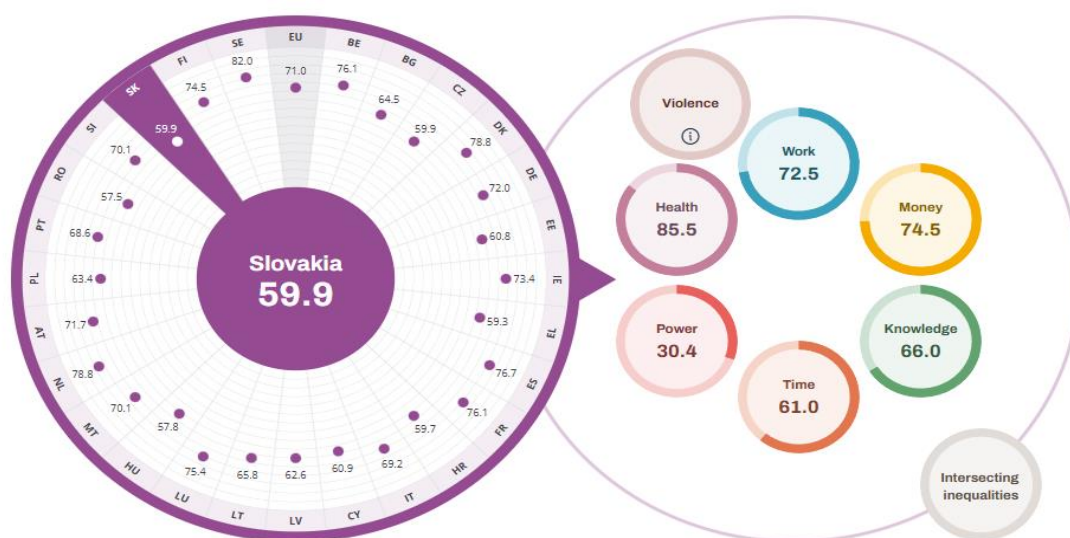 EU
71.0
BE
76.1
BG
64.5
CZ
59.9
DK
78.8
DE
72.0
EE
60.8
IE
73.4
EL
59.3
ES
76.7
FR
76.1
HR
59.7
IT
69.2
CY
60.9
LV
62.6
LT
65.8
LU
75.4
HU
57.8
MT
70.1
NL
78.8
AT
71.7
PL
63.4
PT
68.6
RO
57.5
SI
70.1
SK
59.9
FI
74.5
SE
82.0
Slovakia
59.9
Violence
i
Work
72.5
Health
85.5
Money
74.5
Power
30.4
Knowledge
66.0
Time
61.0
Intersecting
inequalities